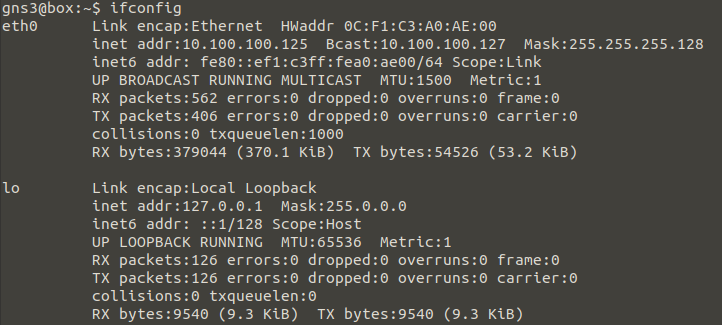 gns3@box:~$ ifconfig
eth0 Link encap:Ethernet HWaddr 0C:F1:C3:A0:AE:00
inet addr:10.100.100.125 Bcast:10.100.100.127 Mask:255.255.255.128
inet6 addr: fe80::ef1:c3ff:fea0:ae00/64 Scope:Link
UP BROADCAST RUNNING MULTICAST MTU:1500 Metric:1
RX packets:562 errors:0 dropped:0 overruns:0 frame:0
TX packets:406 errors:0 dropped:0 overruns:0 carrier:0
collisions:0 txqueuelen:1000
RX bytes:379044 (370.1 KiB) TX bytes:54526 (53.2 KiB)
lo Link encap:Local Loopback
inet addr:127.0.0.1 Mask:255.0.0.0
inet6 addr: ::1/128 Scope:Host
UP LOOPBACK RUNNING MTU:65536 Metric:1
RX packets:126 errors:0 dropped:0 overruns:0 frame:0
TX packets:126 errors:0 dropped:0 overruns:0 carrier:0
collisions:0 txqueuelen:0
RX bytes:9540 (9.3 KiB) TX bytes:9540 (9.3 KiB)